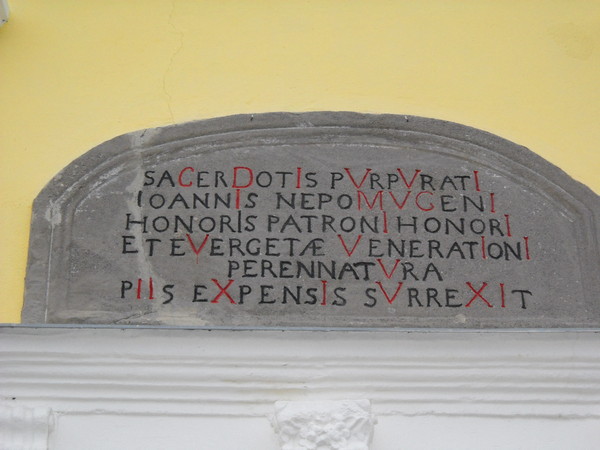 SACERDOTIS PVRPVRATI
IOANNIS NEPOMVCENI
HONORIS PATRONI HONORI
ET EVERGETÆ VENERATIONI
PERENNATVRA
PIIS EXPENSIS SVRREXIT